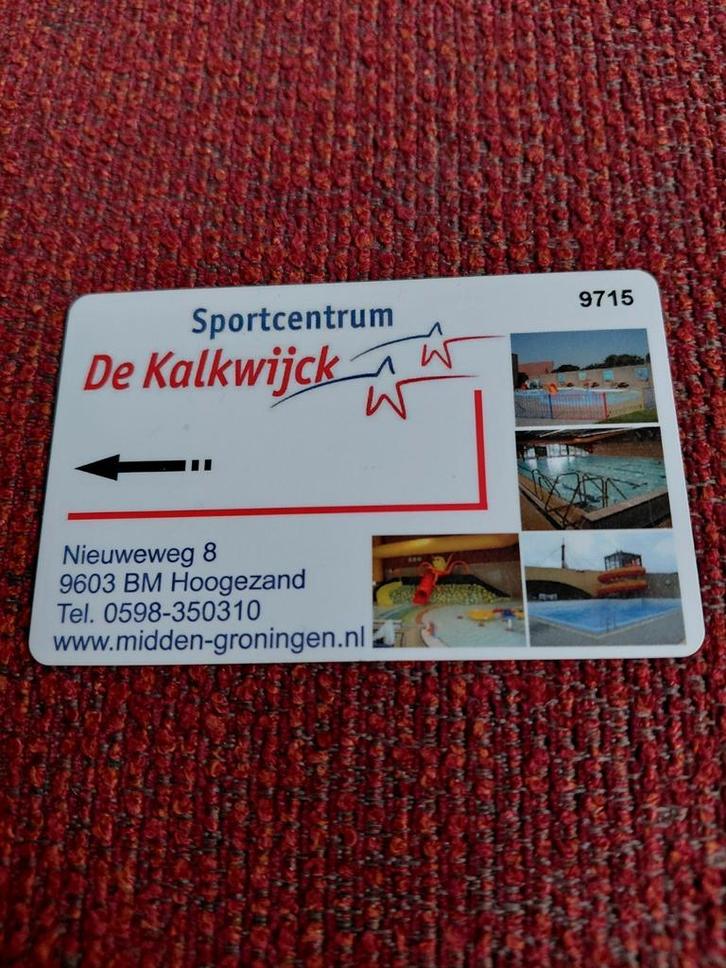 9715
Sportcentrum
De Kalkwijck
Nieuweweg 8
9603 BM Hoogezand
Tel. 0598-350310
www.midden-groningen.nl